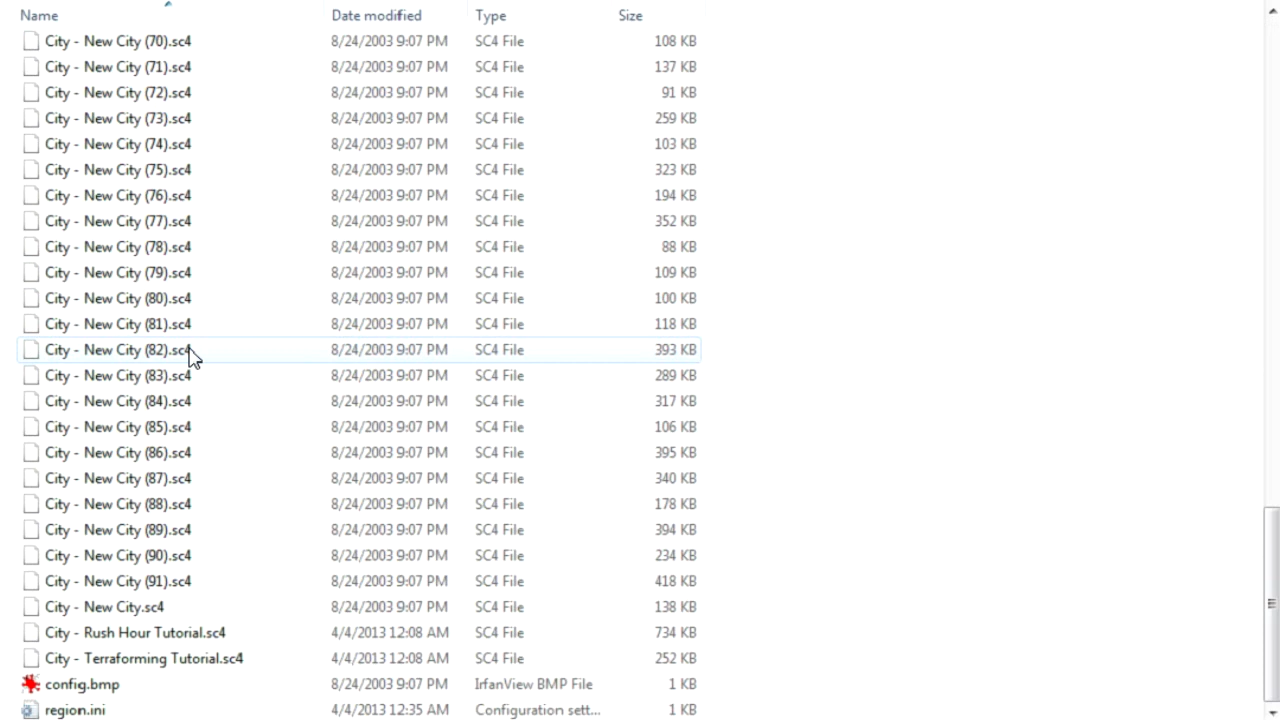 Name Date modified Type Size
City - New City (70).sc4 8/24/2003 9:07 PM SC4 File 108 KB
City - New City (71).sc4 8/24/2003 9:07 PM SC4 File 137 KB
City - New City (72).sc4 8/24/2003 9:07 PM SC4 File 91 KB
City - New City (73).sc4 8/24/2003 9:07 PM SC4 File 259 KB
City - New City (74).sc4 8/24/2003 9:07 PM SC4 File 103 KB
City - New City (75).sc4 8/24/2003 9:07 PM SC4 File 323 KB
City - New City (76).sc4 8/24/2003 9:07 PM SC4 File 194 KB
City - New City (77).sc4 8/24/2003 9:07 PM SC4 File 352 KB
City - New City (78).sc4 8/24/2003 9:07 PM SC4 File 88 KB
City - New City (79).sc4 8/24/2003 9:07 PM SC4 File 109 KB
City - New City (80).sc4 8/24/2003 9:07 PM SC4 File 100 KB
City - New City (81).sc4 8/24/2003 9:07 PM SC4 File 118 KB
City - New City (82).sc4 8/24/2003 9:07 PM SC4 File 393 KB
City - New City (83).sc4 8/24/2003 9:07 PM SC4 File 289 KB
City - New City (84).sc4 8/24/2003 9:07 PM SC4 File 317 KB
City - New City (85).sc4 8/24/2003 9:07 PM SC4 File 106 KB
City - New City (86).sc4 8/24/2003 9:07 PM SC4 File 395 KB
City - New City (87).sc4 8/24/2003 9:07 PM SC4 File 340 KB
City - New City (88).sc4 8/24/2003 9:07 PM SC4 File 178 KB
City - New City (89).sc4 8/24/2003 9:07 PM SC4 File 394 KB
City - New City (90).sc4 8/24/2003 9:07 PM SC4 File 234 KB
City - New City (91).sc4 8/24/2003 9:07 PM SC4 File 418 KB
City - New City.sc4 8/24/2003 9:07 PM SC4 File 138 KB
City - Rush Hour Tutorial.sc4 4/4/2013 12:08 AM SC4 File 734 KB
City - Terraforming Tutorial.sc4 4/4/2013 12:08 AM SC4 File 252 KB
config.bmp 8/24/2003 9:07 PM IrfanView BMP File 1 KB
region.ini 4/4/2013 12:35 AM Configuration sett... 1 KB